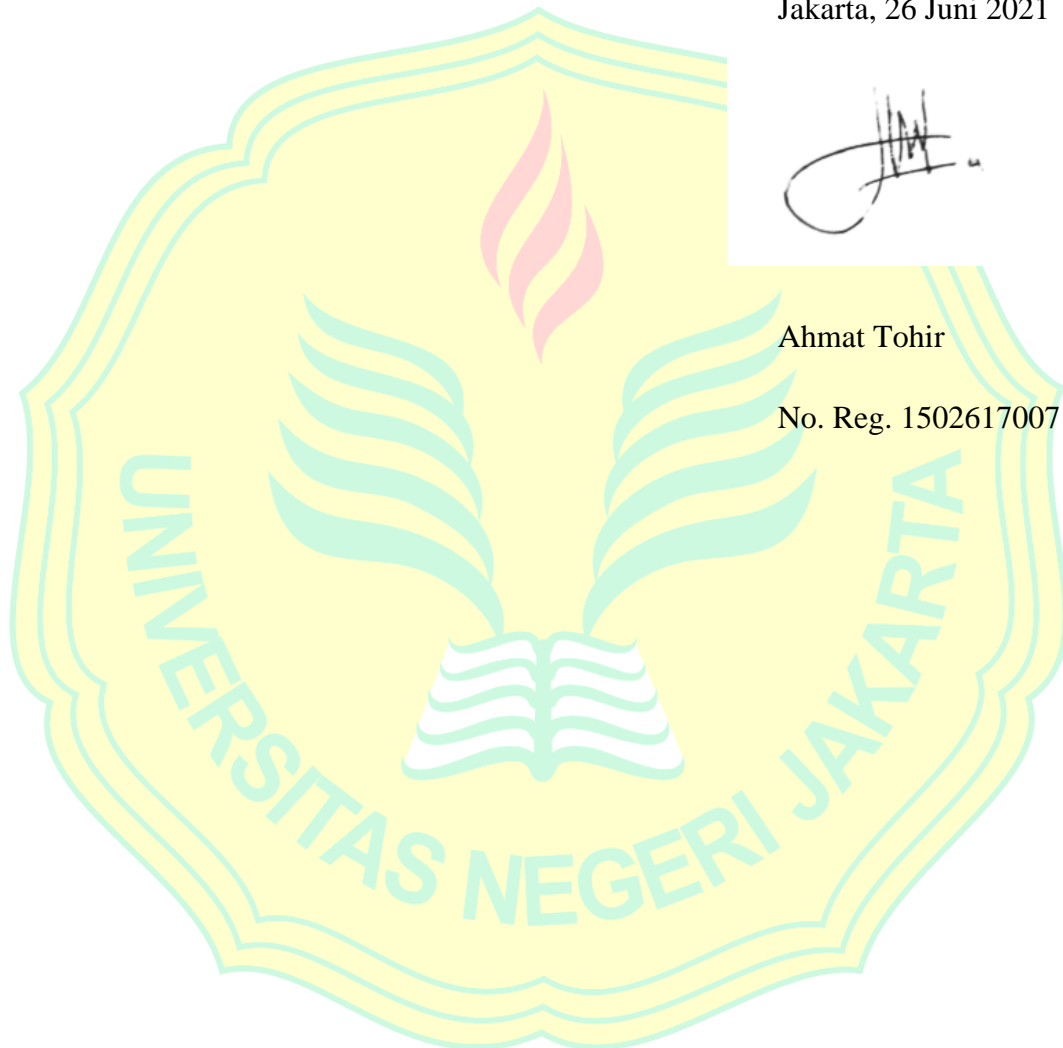 Jakarta, 26 Juni 2021
Ahmat Tohir
No. Reg. 1502617007
UNIVERSITAS NEGERI JAKARTA